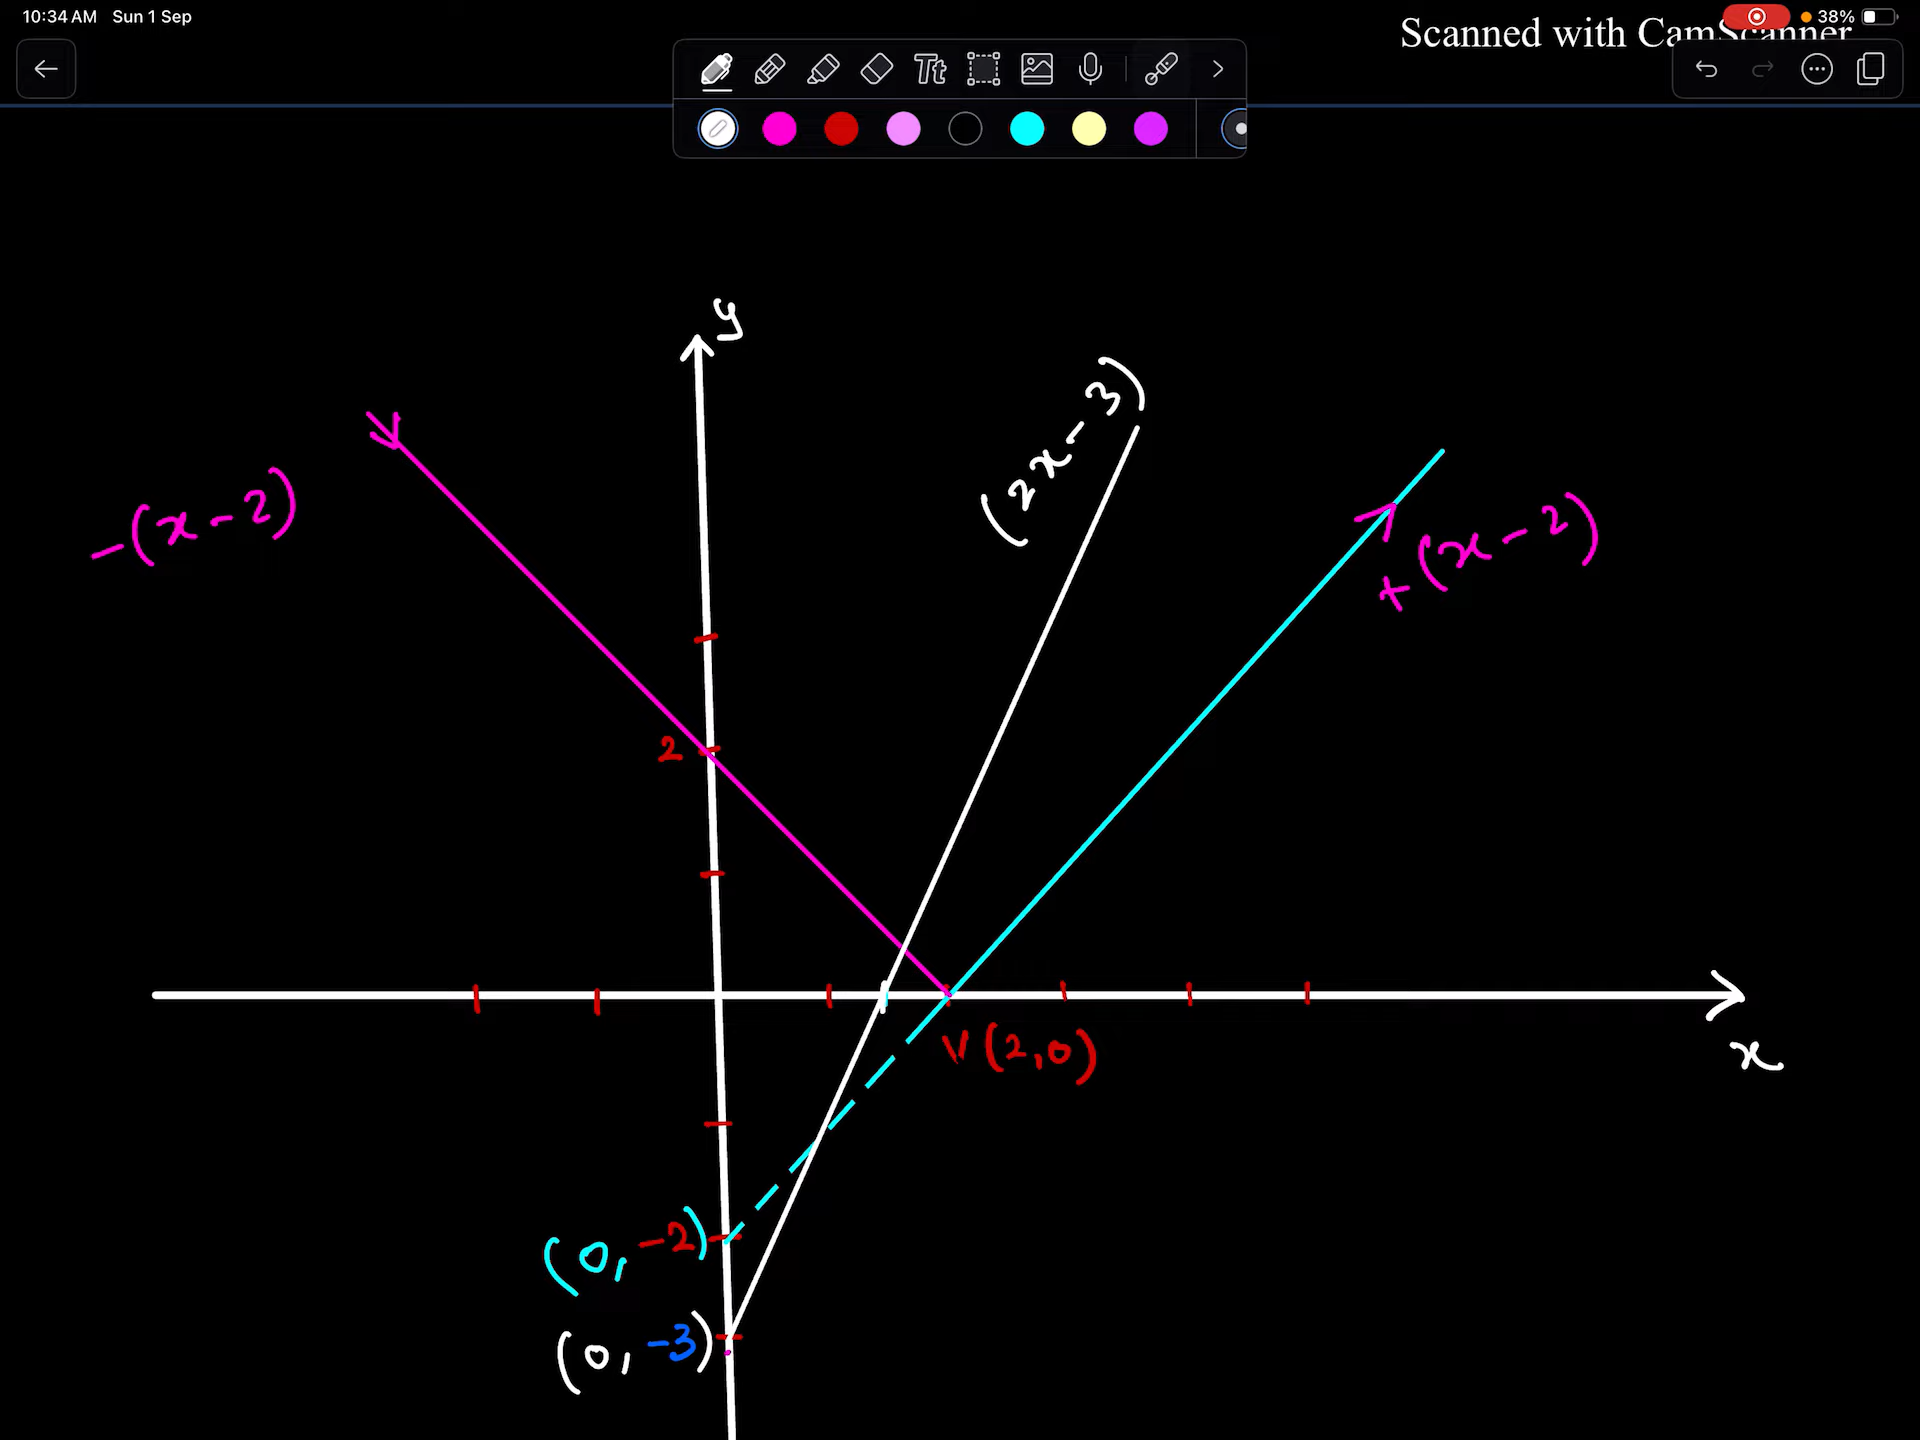 10:34 AM Sun 1 Sep
38%
Scanned with CamScanner
Tt
y
(2x-3)
-(x-2)
+(x-2)
2
V(2,0)
x
(0,-2)
(0,-3)